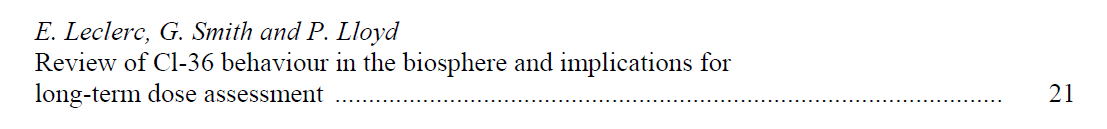 E. Leclerc, G. Smith and P. Lloyd
Review of Cl-36 behaviour in the biosphere and implications for
long-term dose assessment .................................................................................................... 21